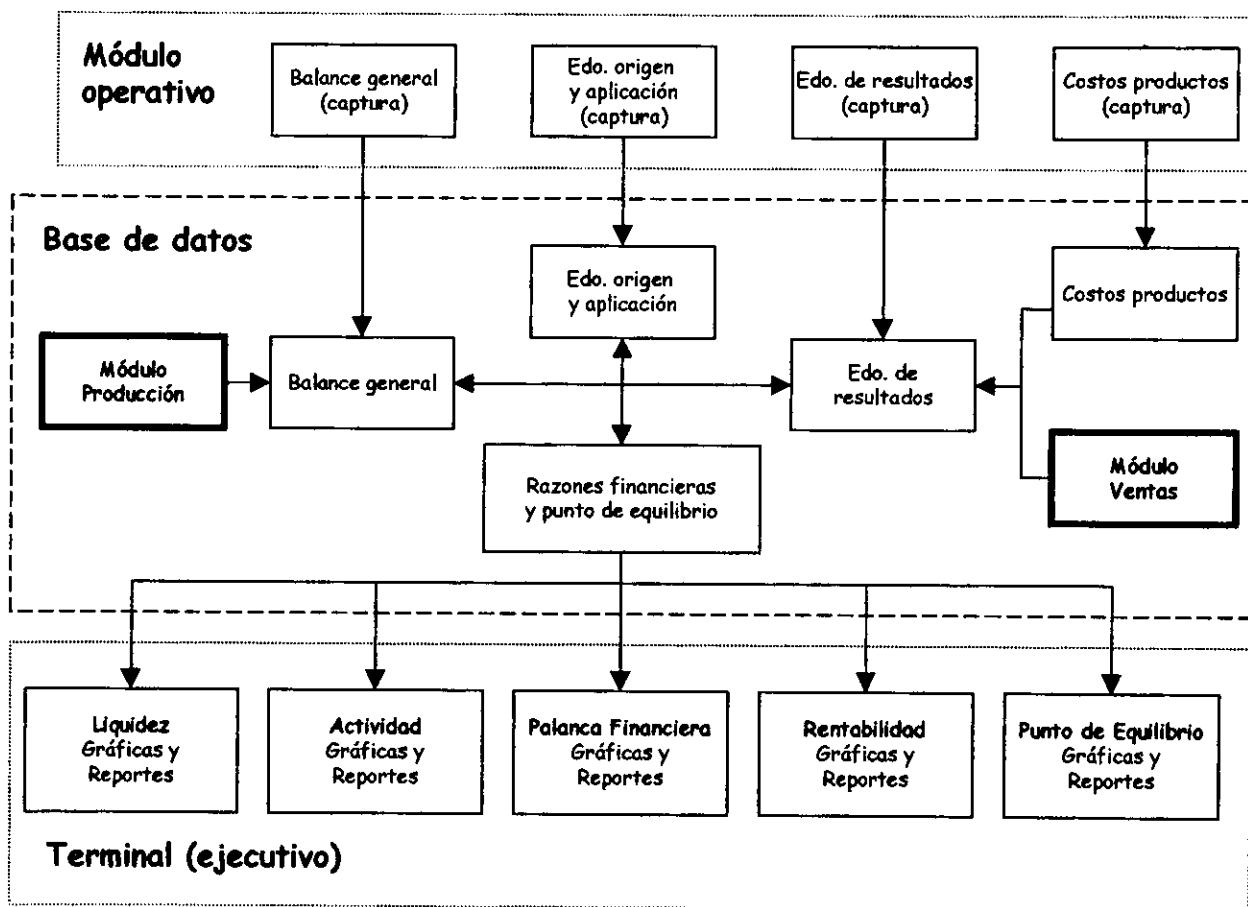 Módulo
operativo
Balance general
(captura)
Edo. origen
y aplicación
(captura)
Edo. de resultados
(captura)
Costos productos
(captura)
Base de datos
Edo. origen
y aplicación
Costos productos
Módulo
Producción
Balance general
Edo. de
resultados
Módulo
Ventas
Razones financieras
y punto de equilibrio
Liquidez
Gráficas y
Reportes
Actividad
Gráficas y
Reportes
Palanca Financiera
Gráficas y
Reportes
Rentabilidad
Gráficas y
Reportes
Punto de Equilibrio
Gráficas y
Reportes
Terminal (ejecutivo)